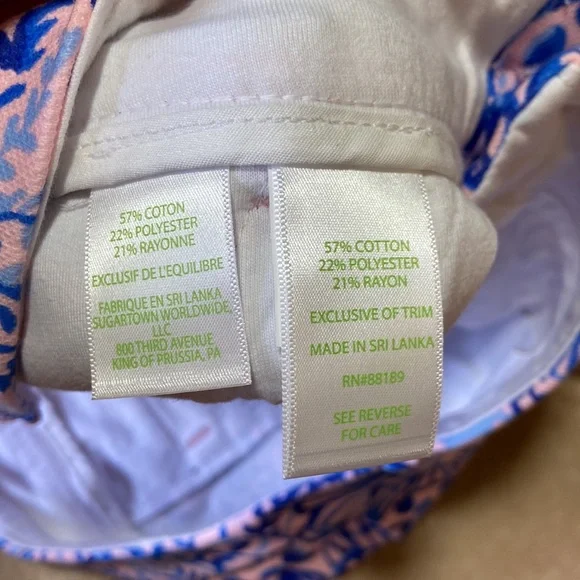 57% COTON
22% POLYESTER
21% RAYONNE
EXCLUSIF DE L'EQUILIBRE
FABRIQUE EN SRI LANKA
SUGARTOWN WORLDWIDE,
LLC
800 THIRD AVENUE
KING OF PRUSSIA, PA
57% COTTON
22% POLYESTER
21% RAYON
EXCLUSIVE OF TRIM
MADE IN SRI LANKA
RN#88189
SEE REVERSE
FOR CARE